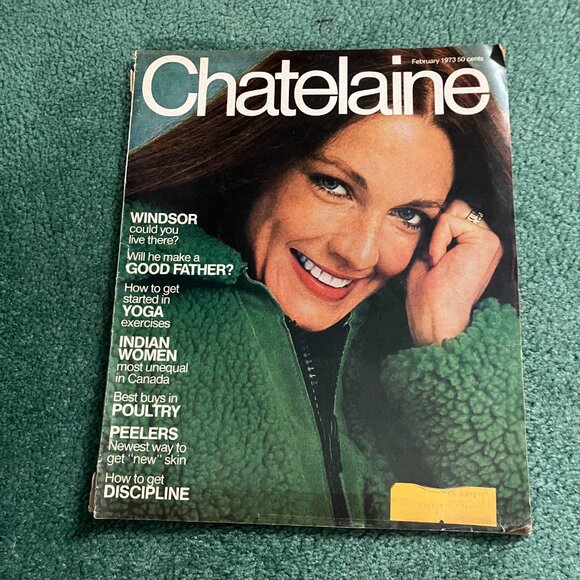 Chatelaine
February 1973 50 cents
WINDSOR
could you
live there?
Will he make a
GOOD FATHER?
How to get
started in
YOGA
exercises
INDIAN
WOMEN
most unequal
in Canada
Best buys in
POULTRY
PEELERS
Newest way to
get "new" skin
How to get
DISCIPLINE